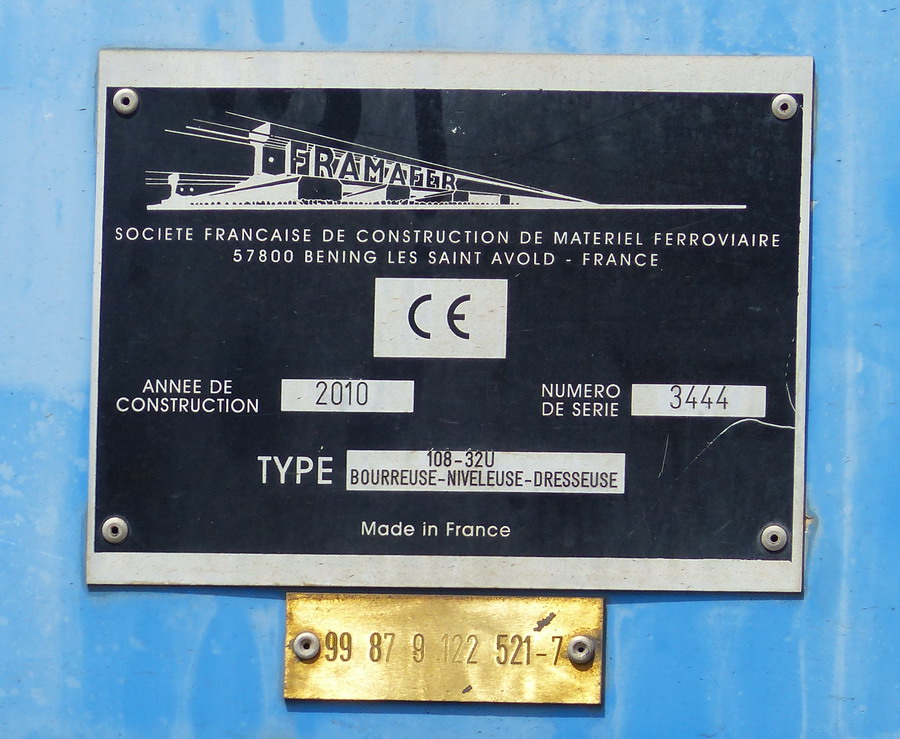 FRAMAFER
SOCIETE FRANCAISE DE CONSTRUCTION DE MATERIEL FERROVIAIRE
57800 BENING LES SAINT AVOLD - FRANCE
CE
ANNEE DE CONSTRUCTION 2010
NUMERO DE SERIE 3444
TYPE 108-32U
BOURREUSE-NIVELEUSE-DRESSEUSE
Made in France
99 87 9 122 521-7